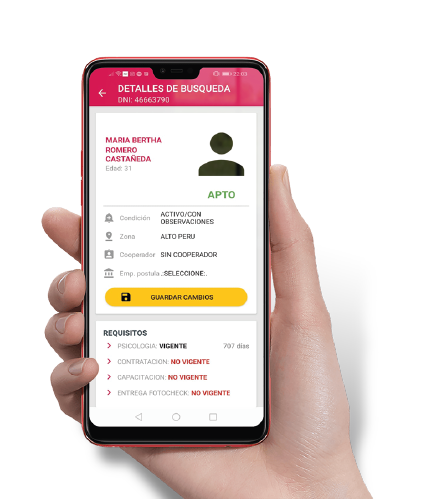 20:05
DETALLES DE BUSQUEDA
DNI: 46663790
MARIA BERTHA
ROMERO
CASTAÑEDA
Edad: 31
APTO
Condición ACTIVO/CON
OBSERVACIONES
Zona ALTO PERU
Cooperador SIN COOPERADOR
Emp. postula .:SELECCIONE:.
GUARDAR CAMBIOS
REQUISITOS
PSICOLOGIA: VIGENTE 707 días
CONTRATACION: NO VIGENTE
CAPACITACION: NO VIGENTE
ENTREGA FOTOCHECK: NO VIGENTE